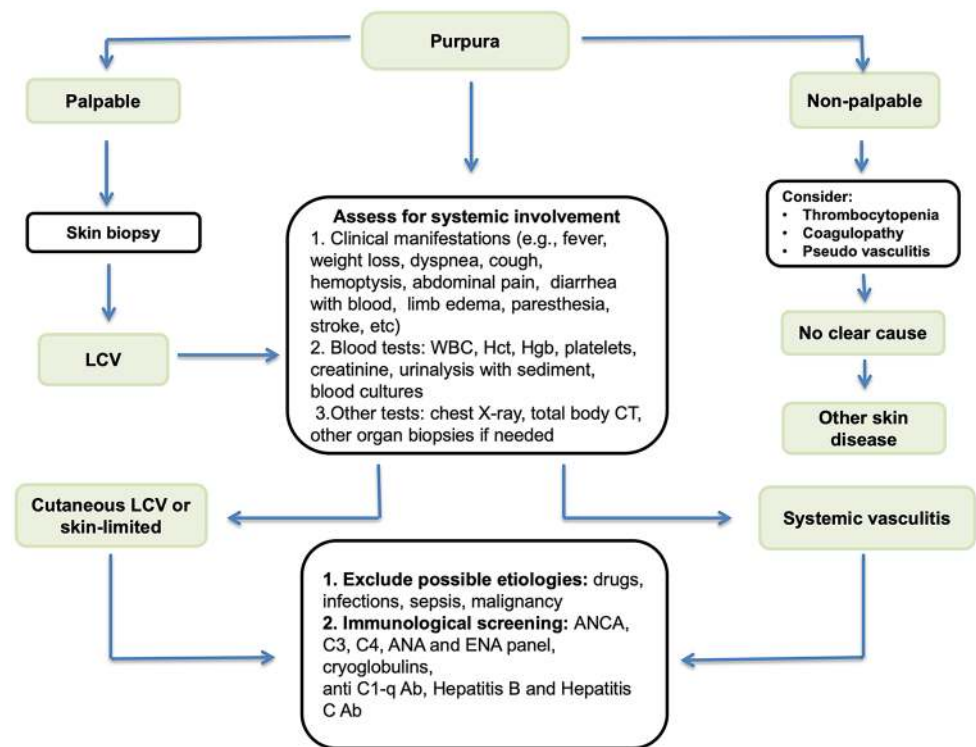 Purpura
Palpable
Non-palpable
Skin biopsy
Consider:
• Thrombocytopenia
• Coagulopathy
• Pseudo vasculitis
Assess for systemic involvement
1. Clinical manifestations (e.g., fever,
weight loss, dyspnea, cough,
hemoptysis, abdominal pain, diarrhea
with blood, limb edema, paresthesia,
stroke, etc)
2. Blood tests: WBC, Hct, Hgb, platelets,
creatinine, urinalysis with sediment,
blood cultures
3.Other tests: chest X-ray, total body CT,
other organ biopsies if needed
LCV
No clear cause
Other skin
disease
Cutaneous LCV or
skin-limited
Systemic vasculitis
1. Exclude possible etiologies: drugs,
infections, sepsis, malignancy
2. Immunological screening: ANCA,
C3, C4, ANA and ENA panel,
cryoglobulins,
anti C1-q Ab, Hepatitis B and Hepatitis
C Ab